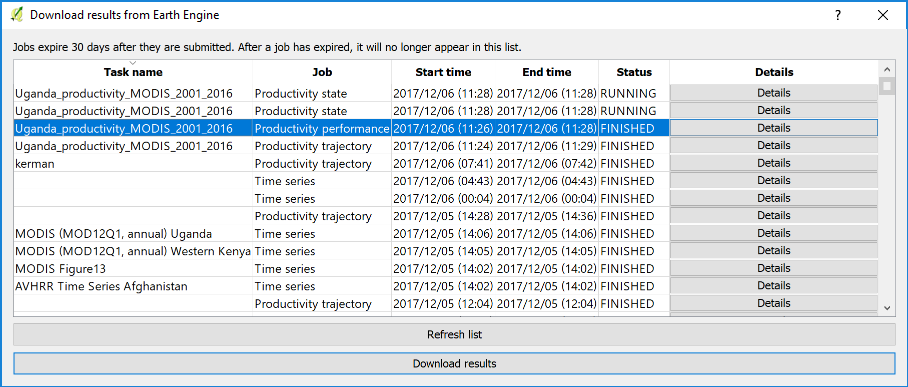 Download results from Earth Engine
Jobs expire 30 days after they are submitted. After a job has expired, it will no longer appear in this list.
Task name Job Start time End time Status Details
Uganda_productivity_MODIS_2001_2016 Productivity state 2017/12/06 (11:28) 2017/12/06 (11:28) RUNNING Details
Uganda_productivity_MODIS_2001_2016 Productivity state 2017/12/06 (11:28) 2017/12/06 (11:28) RUNNING Details
Uganda_productivity_MODIS_2001_2016 Productivity performance 2017/12/06 (11:26) 2017/12/06 (11:28) FINISHED Details
Uganda_productivity_MODIS_2001_2016 Productivity trajectory 2017/12/06 (11:24) 2017/12/06 (11:29) FINISHED Details
kerman Productivity trajectory 2017/12/06 (07:41) 2017/12/06 (07:42) FINISHED Details
Time series 2017/12/06 (04:43) 2017/12/06 (04:43) FINISHED Details
Time series 2017/12/06 (00:04) 2017/12/06 (00:04) FINISHED Details
Productivity trajectory 2017/12/05 (14:28) 2017/12/05 (14:36) FINISHED Details
MODIS (MOD12Q1, annual) Uganda Time series 2017/12/05 (14:06) 2017/12/05 (14:06) FINISHED Details
MODIS (MOD12Q1, annual) Western Kenya Time series 2017/12/05 (14:05) 2017/12/05 (14:05) FINISHED Details
MODIS Figure13 Time series 2017/12/05 (14:02) 2017/12/05 (14:02) FINISHED Details
AVHRR Time Series Afghanistan Time series 2017/12/05 (14:02) 2017/12/05 (14:02) FINISHED Details
Productivity trajectory 2017/12/05 (12:04) 2017/12/05 (12:04) FINISHED Details
Refresh list
Download results